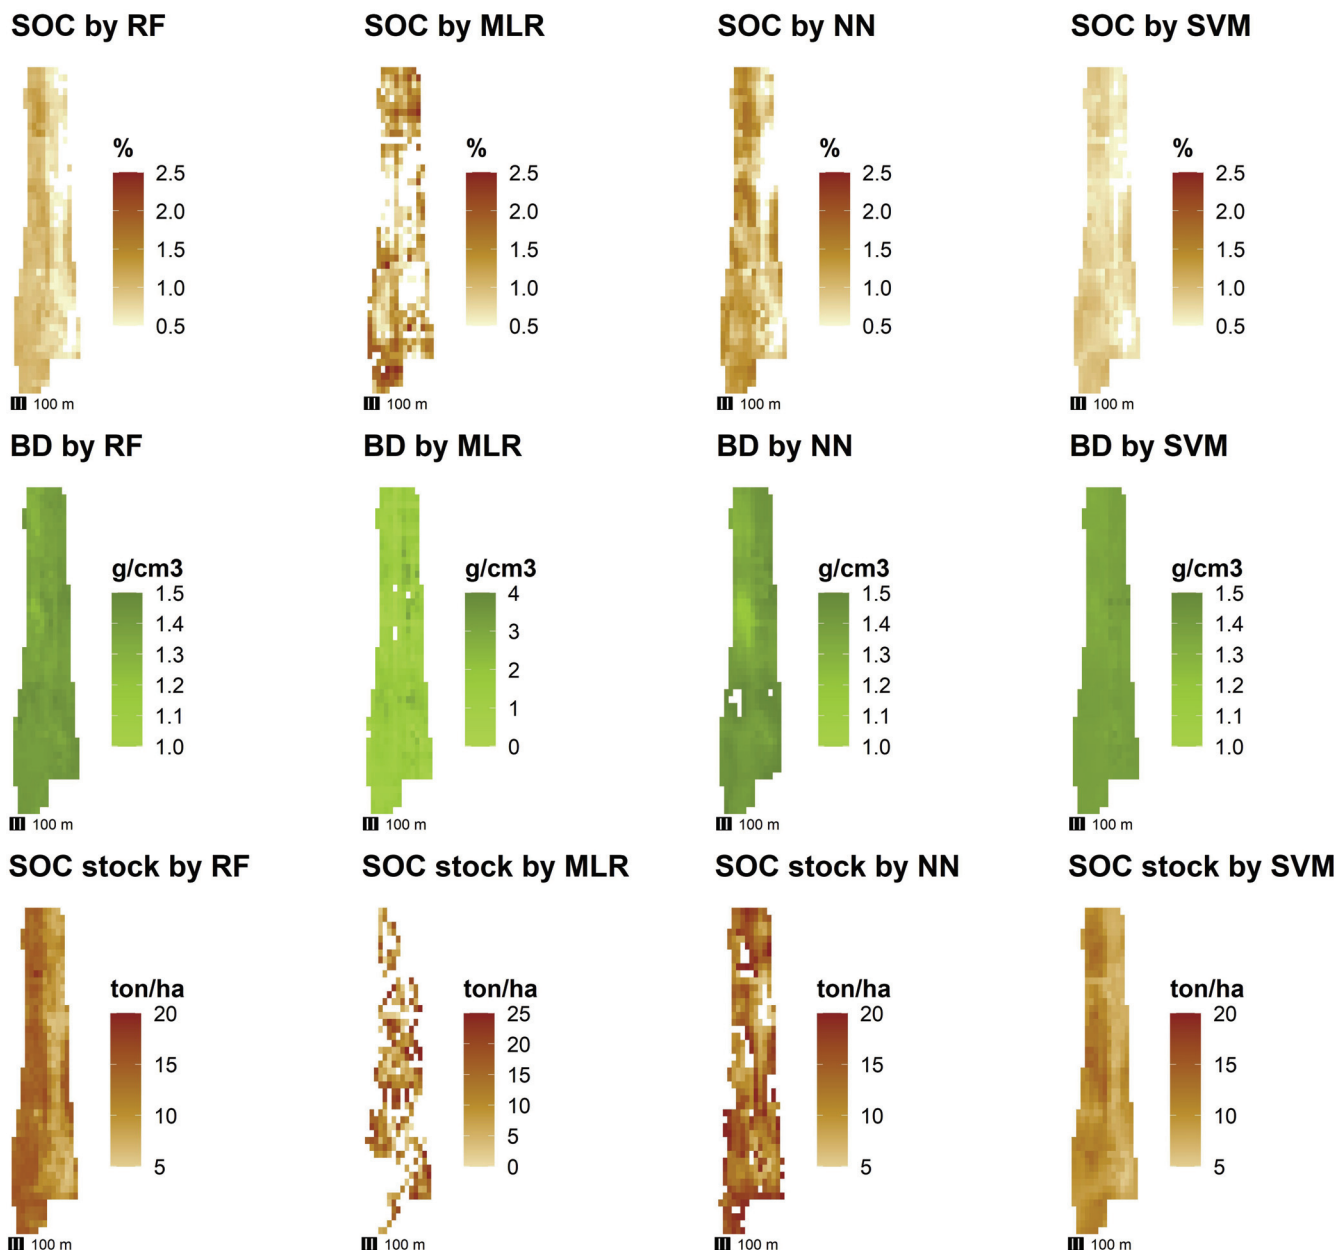 SOC by RF
SOC by MLR
SOC by NN
SOC by SVM
%
2.5
2.0
1.5
1.0
0.5
100 m
%
2.5
2.0
1.5
1.0
0.5
100 m
%
2.5
2.0
1.5
1.0
0.5
100 m
%
2.5
2.0
1.5
1.0
0.5
100 m
BD by RF
BD by MLR
BD by NN
BD by SVM
g/cm3
1.5
1.4
1.3
1.2
1.1
1.0
100 m
g/cm3
4
3
2
1
0
100 m
g/cm3
1.5
1.4
1.3
1.2
1.1
1.0
100 m
g/cm3
1.5
1.4
1.3
1.2
1.1
1.0
100 m
SOC stock by RF
SOC stock by MLR
SOC stock by NN
SOC stock by SVM
ton/ha
20
15
10
5
100 m
ton/ha
25
20
15
10
5
0
100 m
ton/ha
20
15
10
5
100 m
ton/ha
20
15
10
5
100 m